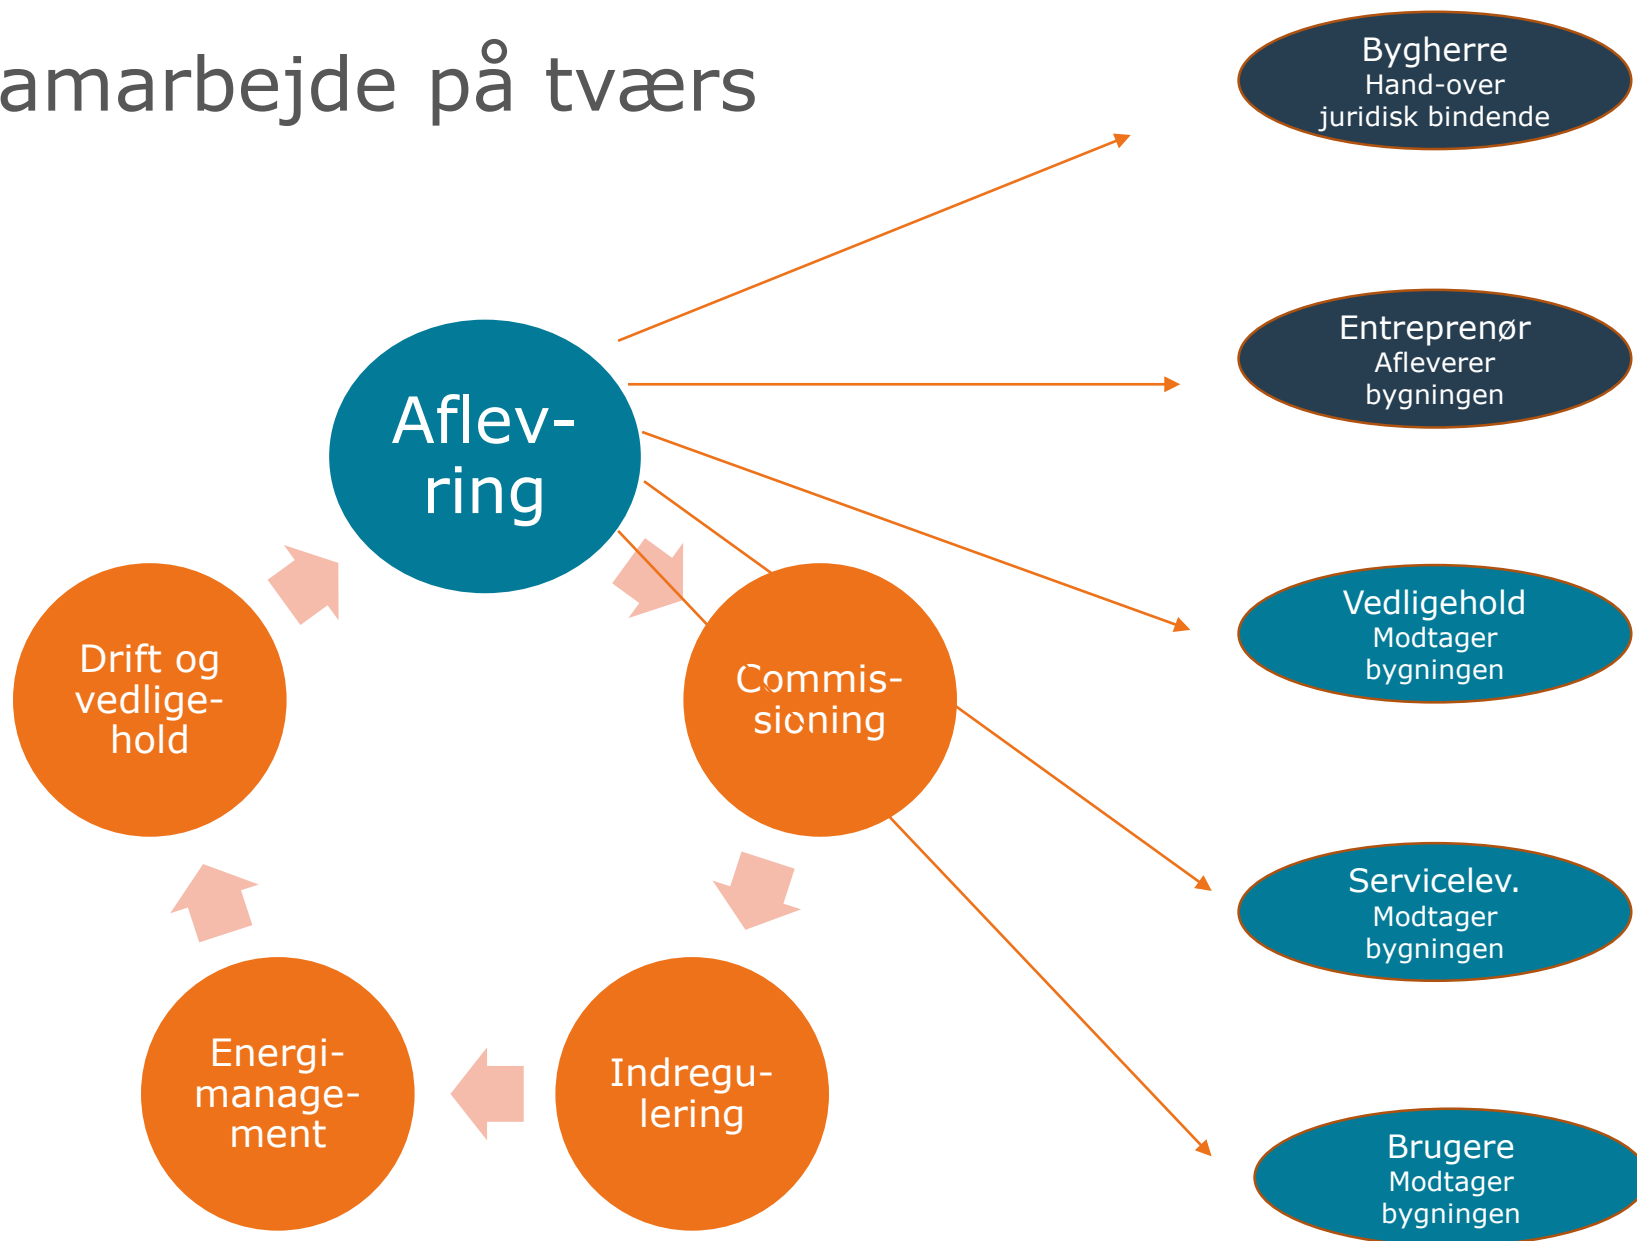 amarbejde på tværs
Bygherre
Hand-over
juridisk bindende
Entreprenør
Afleverer
bygningen
Aflev-
ring
Vedligehold
Modtager
bygningen
Drift og
vedlige-
hold
Commis-
sioning
Servicelev.
Modtager
bygningen
Energi-
manage-
ment
Indregu-
lering
Brugere
Modtager
bygningen